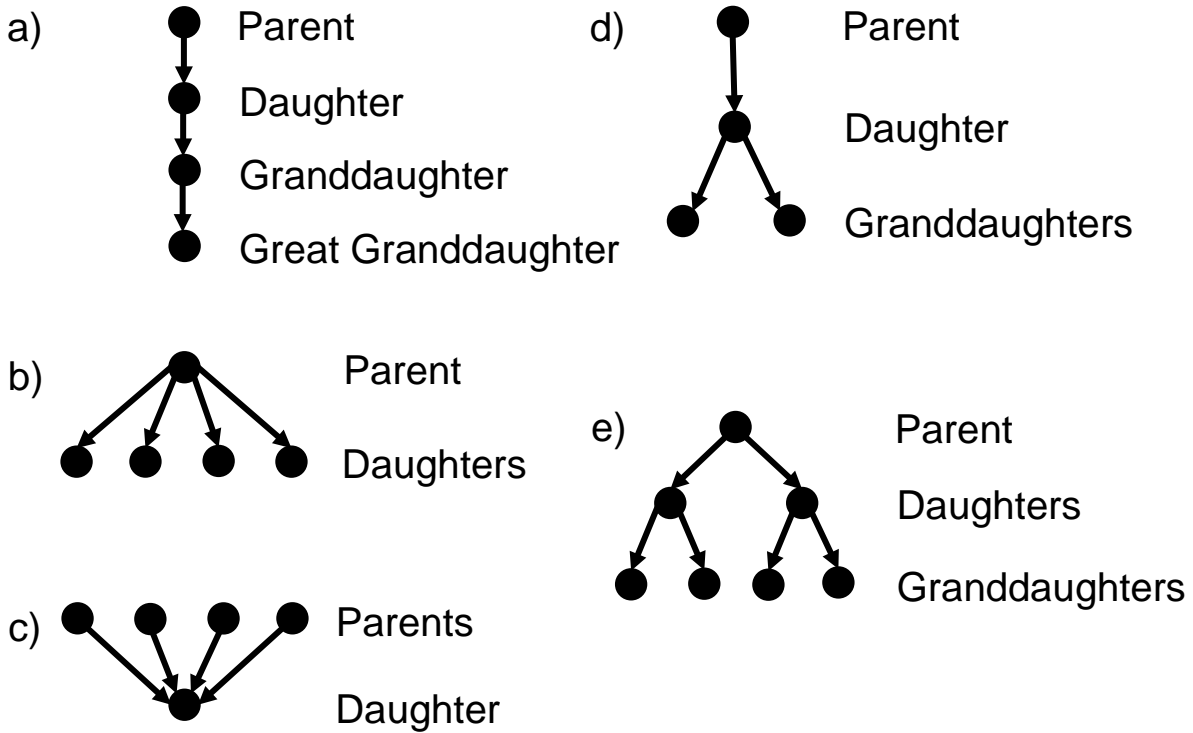 a)
Parent
Daughter
Granddaughter
Great Granddaughter
b)
Parent
Daughters
c)
Parents
Daughter
d)
Parent
Daughter
Granddaughters
e)
Parent
Daughters
Granddaughters